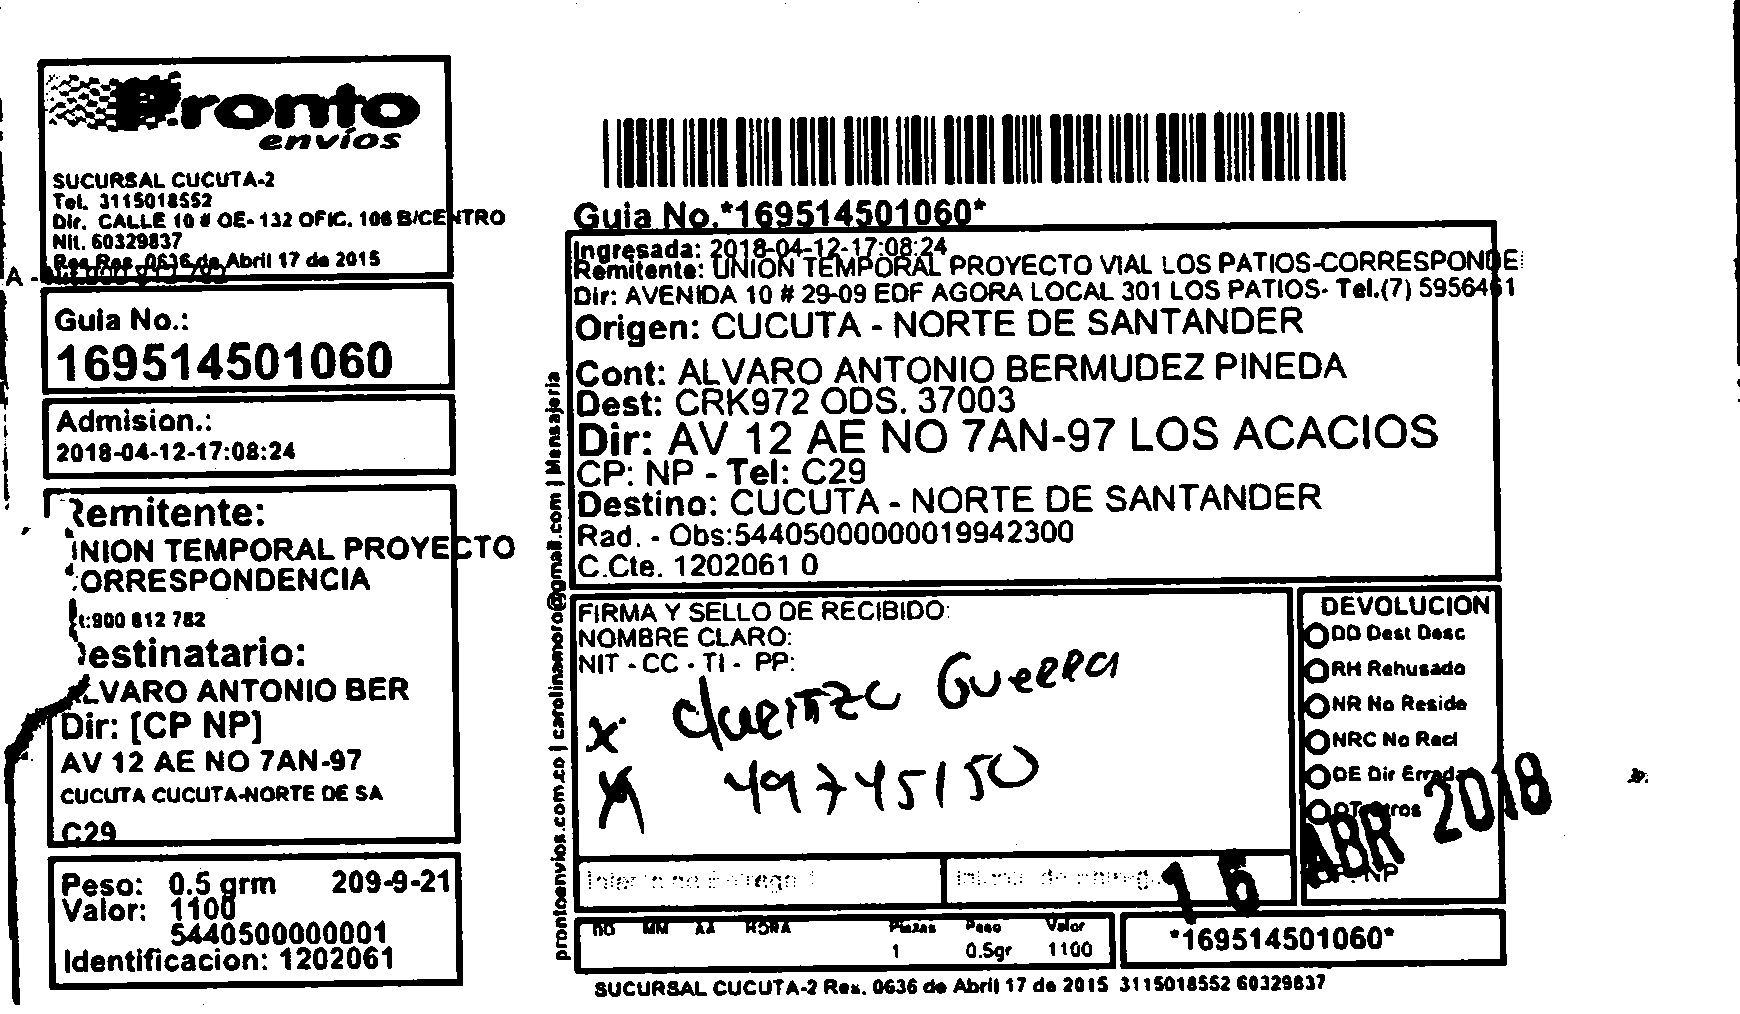 Pronto
envíos
SUCURSAL CUCUTA-2
Tel. 3115018552
Dir. CALLE 10 # OE- 132 OFIC. 106 B/CENTRO
Nit. 60329837
Res. 0636 de Abril 17 de 2015
Guia No.:
169514501060
Admision.:
2018-04-12-17:08:24
Remitente:
UNION TEMPORAL PROYECTO
CORRESPONDENCIA
t:900 812 782
Destinatario:
ALVARO ANTONIO BER
Dir: [CP NP]
AV 12 AE NO 7AN-97
CUCUTA CUCUTA-NORTE DE SA
C29
Peso: 0.5 grm 209-9-21
Valor: 1100
5440500000001
Identificacion: 1202061
Guia No.*169514501060*
Ingresada: 2018-04-12-17:08:24
Remitente: UNION TEMPORAL PROYECTO VIAL LOS PATIOS-CORRESPONDE
Dir: AVENIDA 10 # 29-09 EDF AGORA LOCAL 301 LOS PATIOS- Tel.(7) 5956461
Origen: CUCUTA - NORTE DE SANTANDER
Cont: ALVARO ANTONIO BERMUDEZ PINEDA
Dest: CRK972 ODS. 37003
Dir: AV 12 AE NO 7AN-97 LOS ACACIOS
CP: NP - Tel: C29
Destino: CUCUTA - NORTE DE SANTANDER
Rad. - Obs:54405000000019942300
C.Cte. 1202061 0
prontoenvios.com.co | carolinamoro@gmail.com | Mensajeria
FIRMA Y SELLO DE RECIBIDO:
NOMBRE CLARO:
NIT - CC - TI - PP:
x Guerra
49745150
DEVOLUCION
DD Dest Desc
RH Rehusado
NR No Reside
NRC No Recl
DE Dir Errada
OT Otros
16 ABR 2018
DD MM AA HORA
Piezas Peso Valor
1 0.5gr 1100
*169514501060*
SUCURSAL CUCUTA-2 Res. 0636 de Abril 17 de 2015 3115018552 60329837